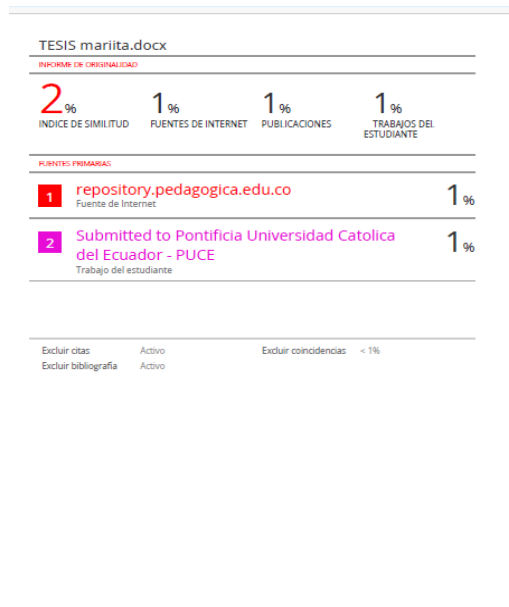 TESIS mariita.docx
INFORME DE ORIGINALIDAD
2%
INDICE DE SIMILITUD
1%
FUENTES DE INTERNET
1%
PUBLICACIONES
1%
TRABAJOS DEL
ESTUDIANTE
FUENTES PRIMARIAS
1
repository.pedagogica.edu.co
Fuente de Internet
1%
2
Submitted to Pontificia Universidad Catolica
del Ecuador - PUCE
Trabajo del estudiante
1%
Excluir citas Activo
Excluir bibliografía Activo
Excluir coincidencias < 1%